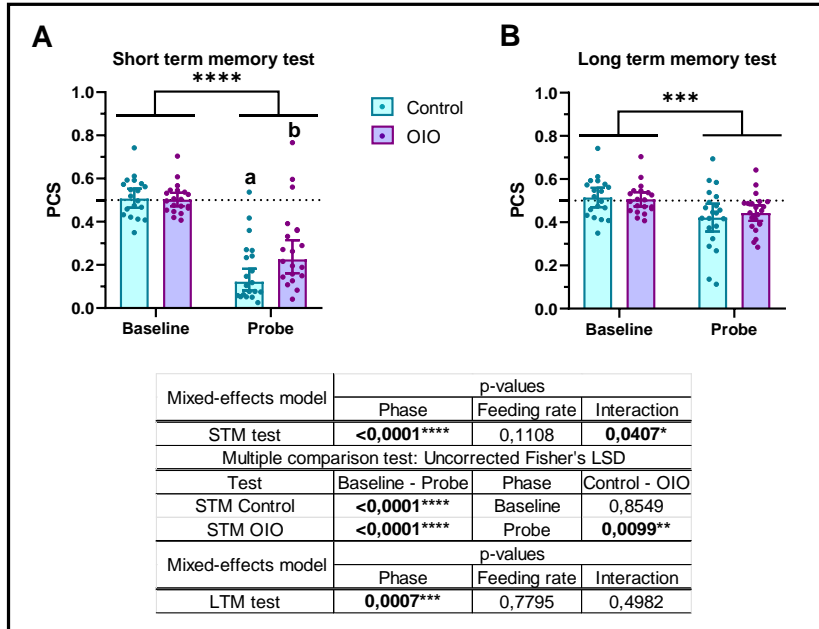 A
B
Short term memory test
Long term memory test
****
***
Control
OIO
a
b
PCS
1.0
0.8
0.6
0.4
0.2
0.0
Baseline
Probe
PCS
1.0
0.8
0.6
0.4
0.2
0.0
Baseline
Probe
Mixed-effects model
p-values
Phase Feeding rate Interaction
STM test <0,0001**** 0,1108 0,0407*
Multiple comparison test: Uncorrected Fisher's LSD
Test Baseline - Probe Phase Control - OIO
STM Control <0,0001**** Baseline 0,8549
STM OIO <0,0001**** Probe 0,0099**
Mixed-effects model
p-values
Phase Feeding rate Interaction
LTM test 0,0007*** 0,7795 0,4982